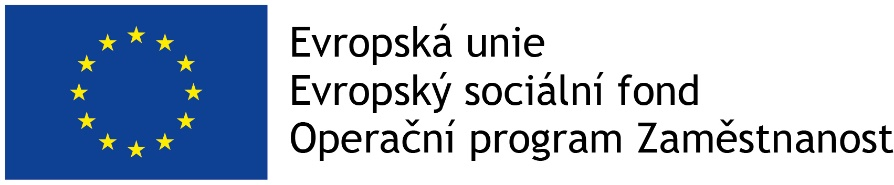 Evropská unie
Evropský sociální fond
Operační program Zaměstnanost